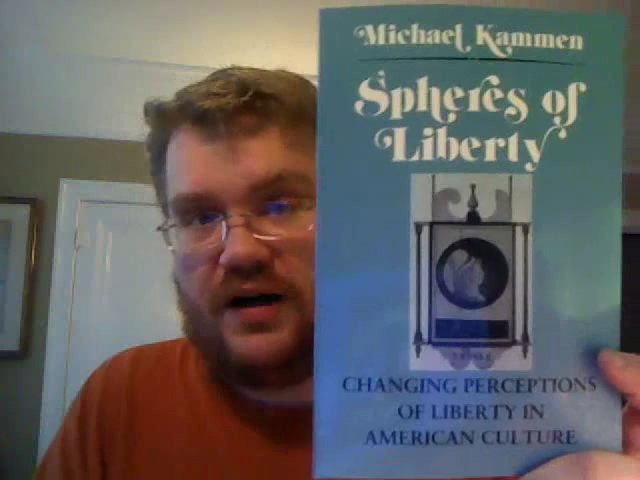 Michael Kammen
Spheres of
Liberty
CHANGING PERCEPTIONS
OF LIBERTY IN
AMERICAN CULTURE